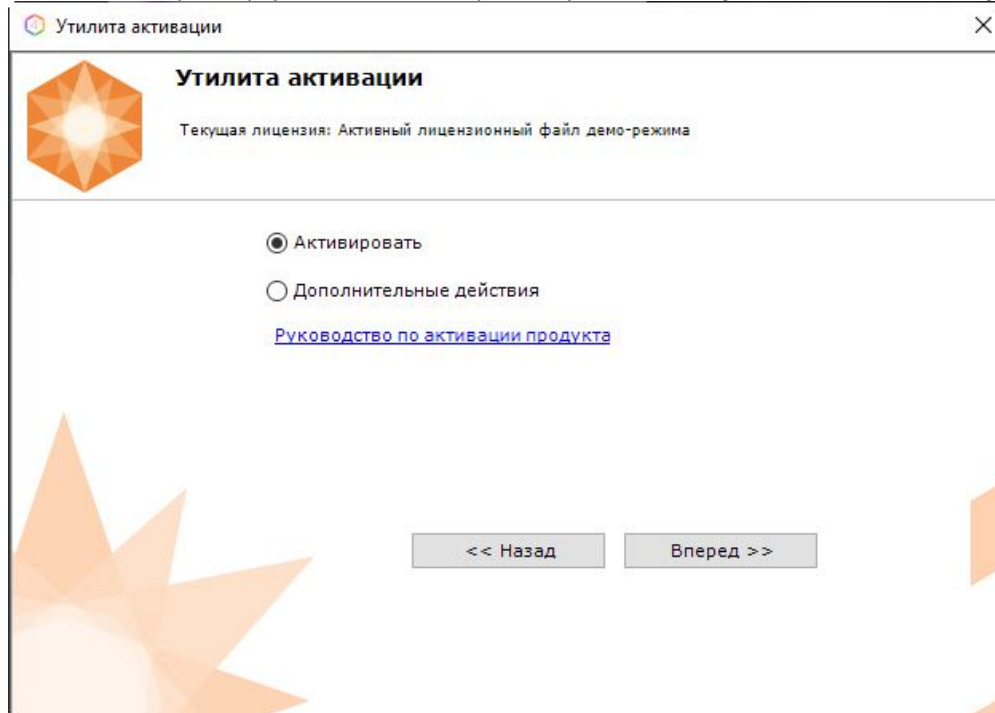 Утилита активации
Утилита активации
Текущая лицензия: Активный лицензионный файл демо-режима
Активировать
Дополнительные действия
Руководство по активации продукта
<< Назад
Вперед >>